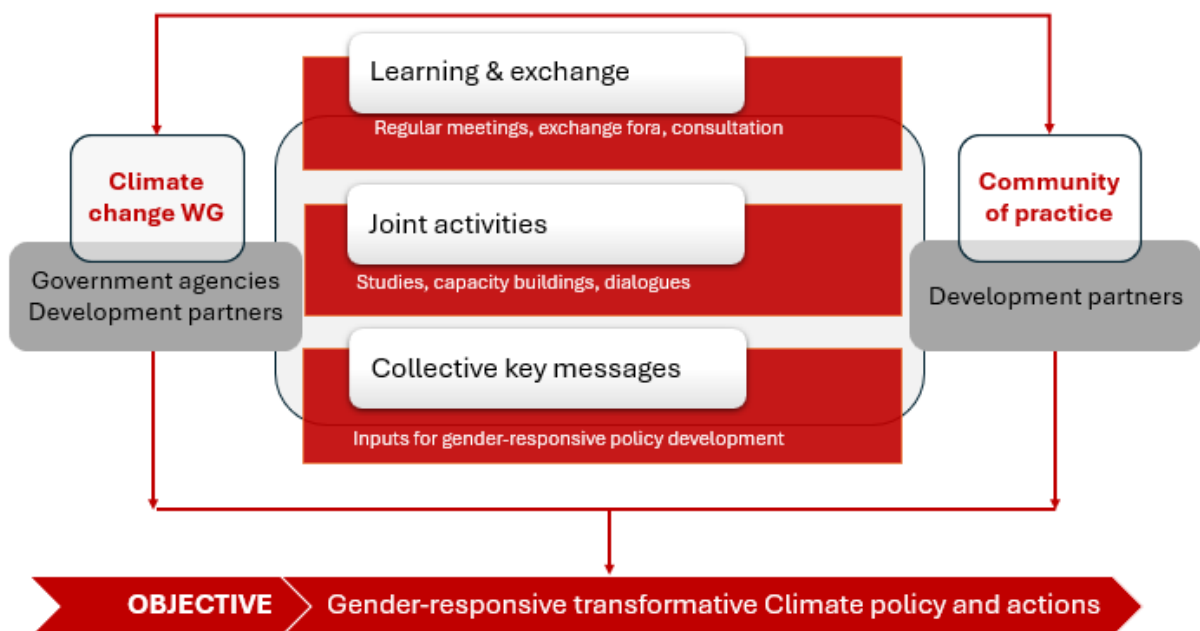 Learning & exchange
Regular meetings, exchange fora, consultation
Climate
change WG
Government agencies
Development partners
Joint activities
Studies, capacity buildings, dialogues
Collective key messages
Inputs for gender-responsive policy development
Community
of practice
Development partners
OBJECTIVE
Gender-responsive transformative Climate policy and actions